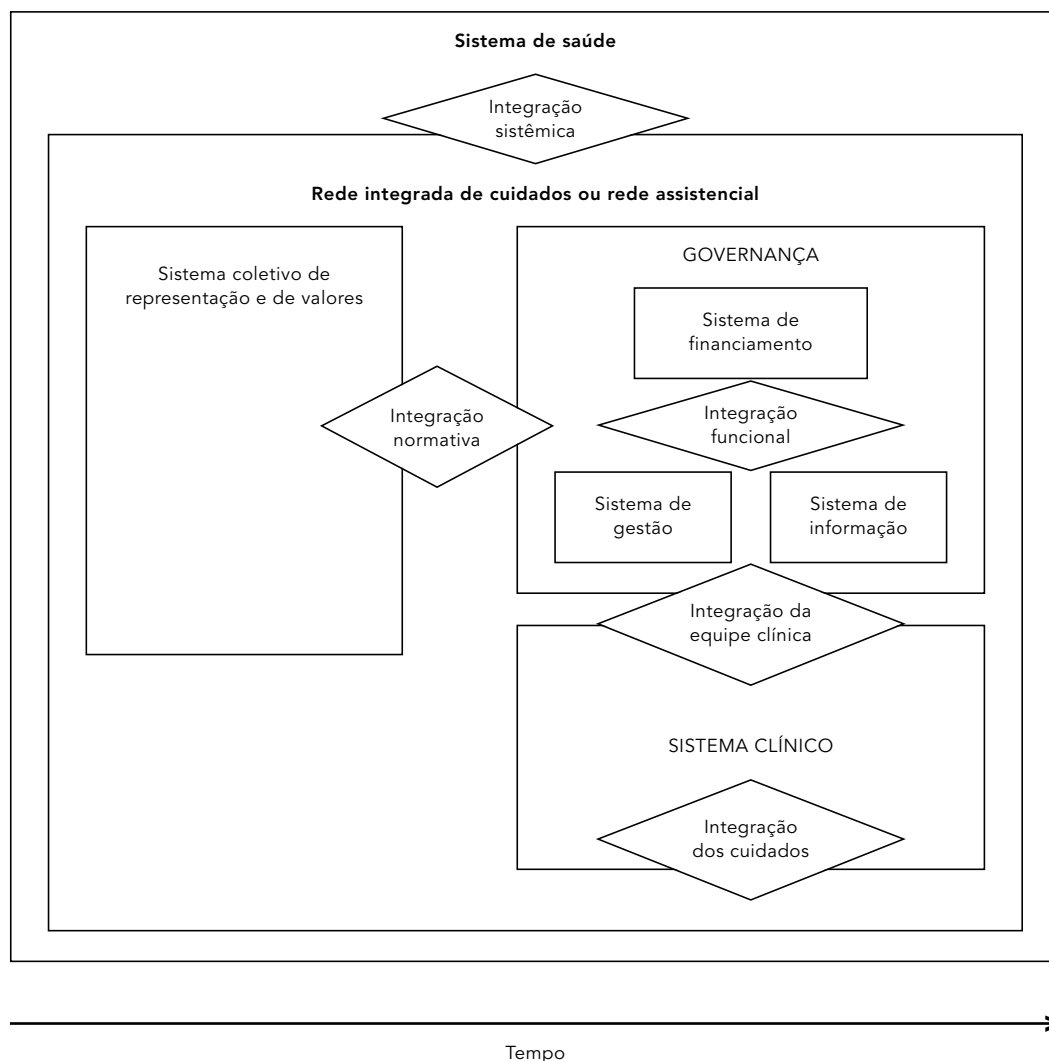 Sistema de saúde
Integração
sistêmica
Rede integrada de cuidados ou rede assistencial
Sistema coletivo de
representação e de valores
GOVERNANÇA
Sistema de
financiamento
Integração
normativa
Integração
funcional
Sistema de
gestão
Sistema de
informação
Integração da
equipe clínica
SISTEMA CLÍNICO
Integração
dos cuidados
Tempo